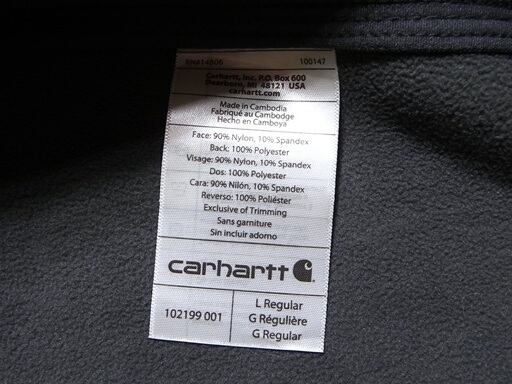 RN#14806 100147
Carhartt, Inc. P.O. Box 600
Dearborn, MI 48121 USA
carhartt.com
Made in Cambodia
Fabriqué au Cambodge
Hecho en Camboya
Face: 90% Nylon, 10% Spandex
Back: 100% Polyester
Visage: 90% Nylon, 10% Spandex
Dos: 100% Polyester
Cara: 90% Nilón, 10% Spandex
Reverso: 100% Poliéster
Exclusive of Trimming
Sans garniture
Sin incluir adorno
carhartt
102199 001
L Regular
G Régulière
G Regular